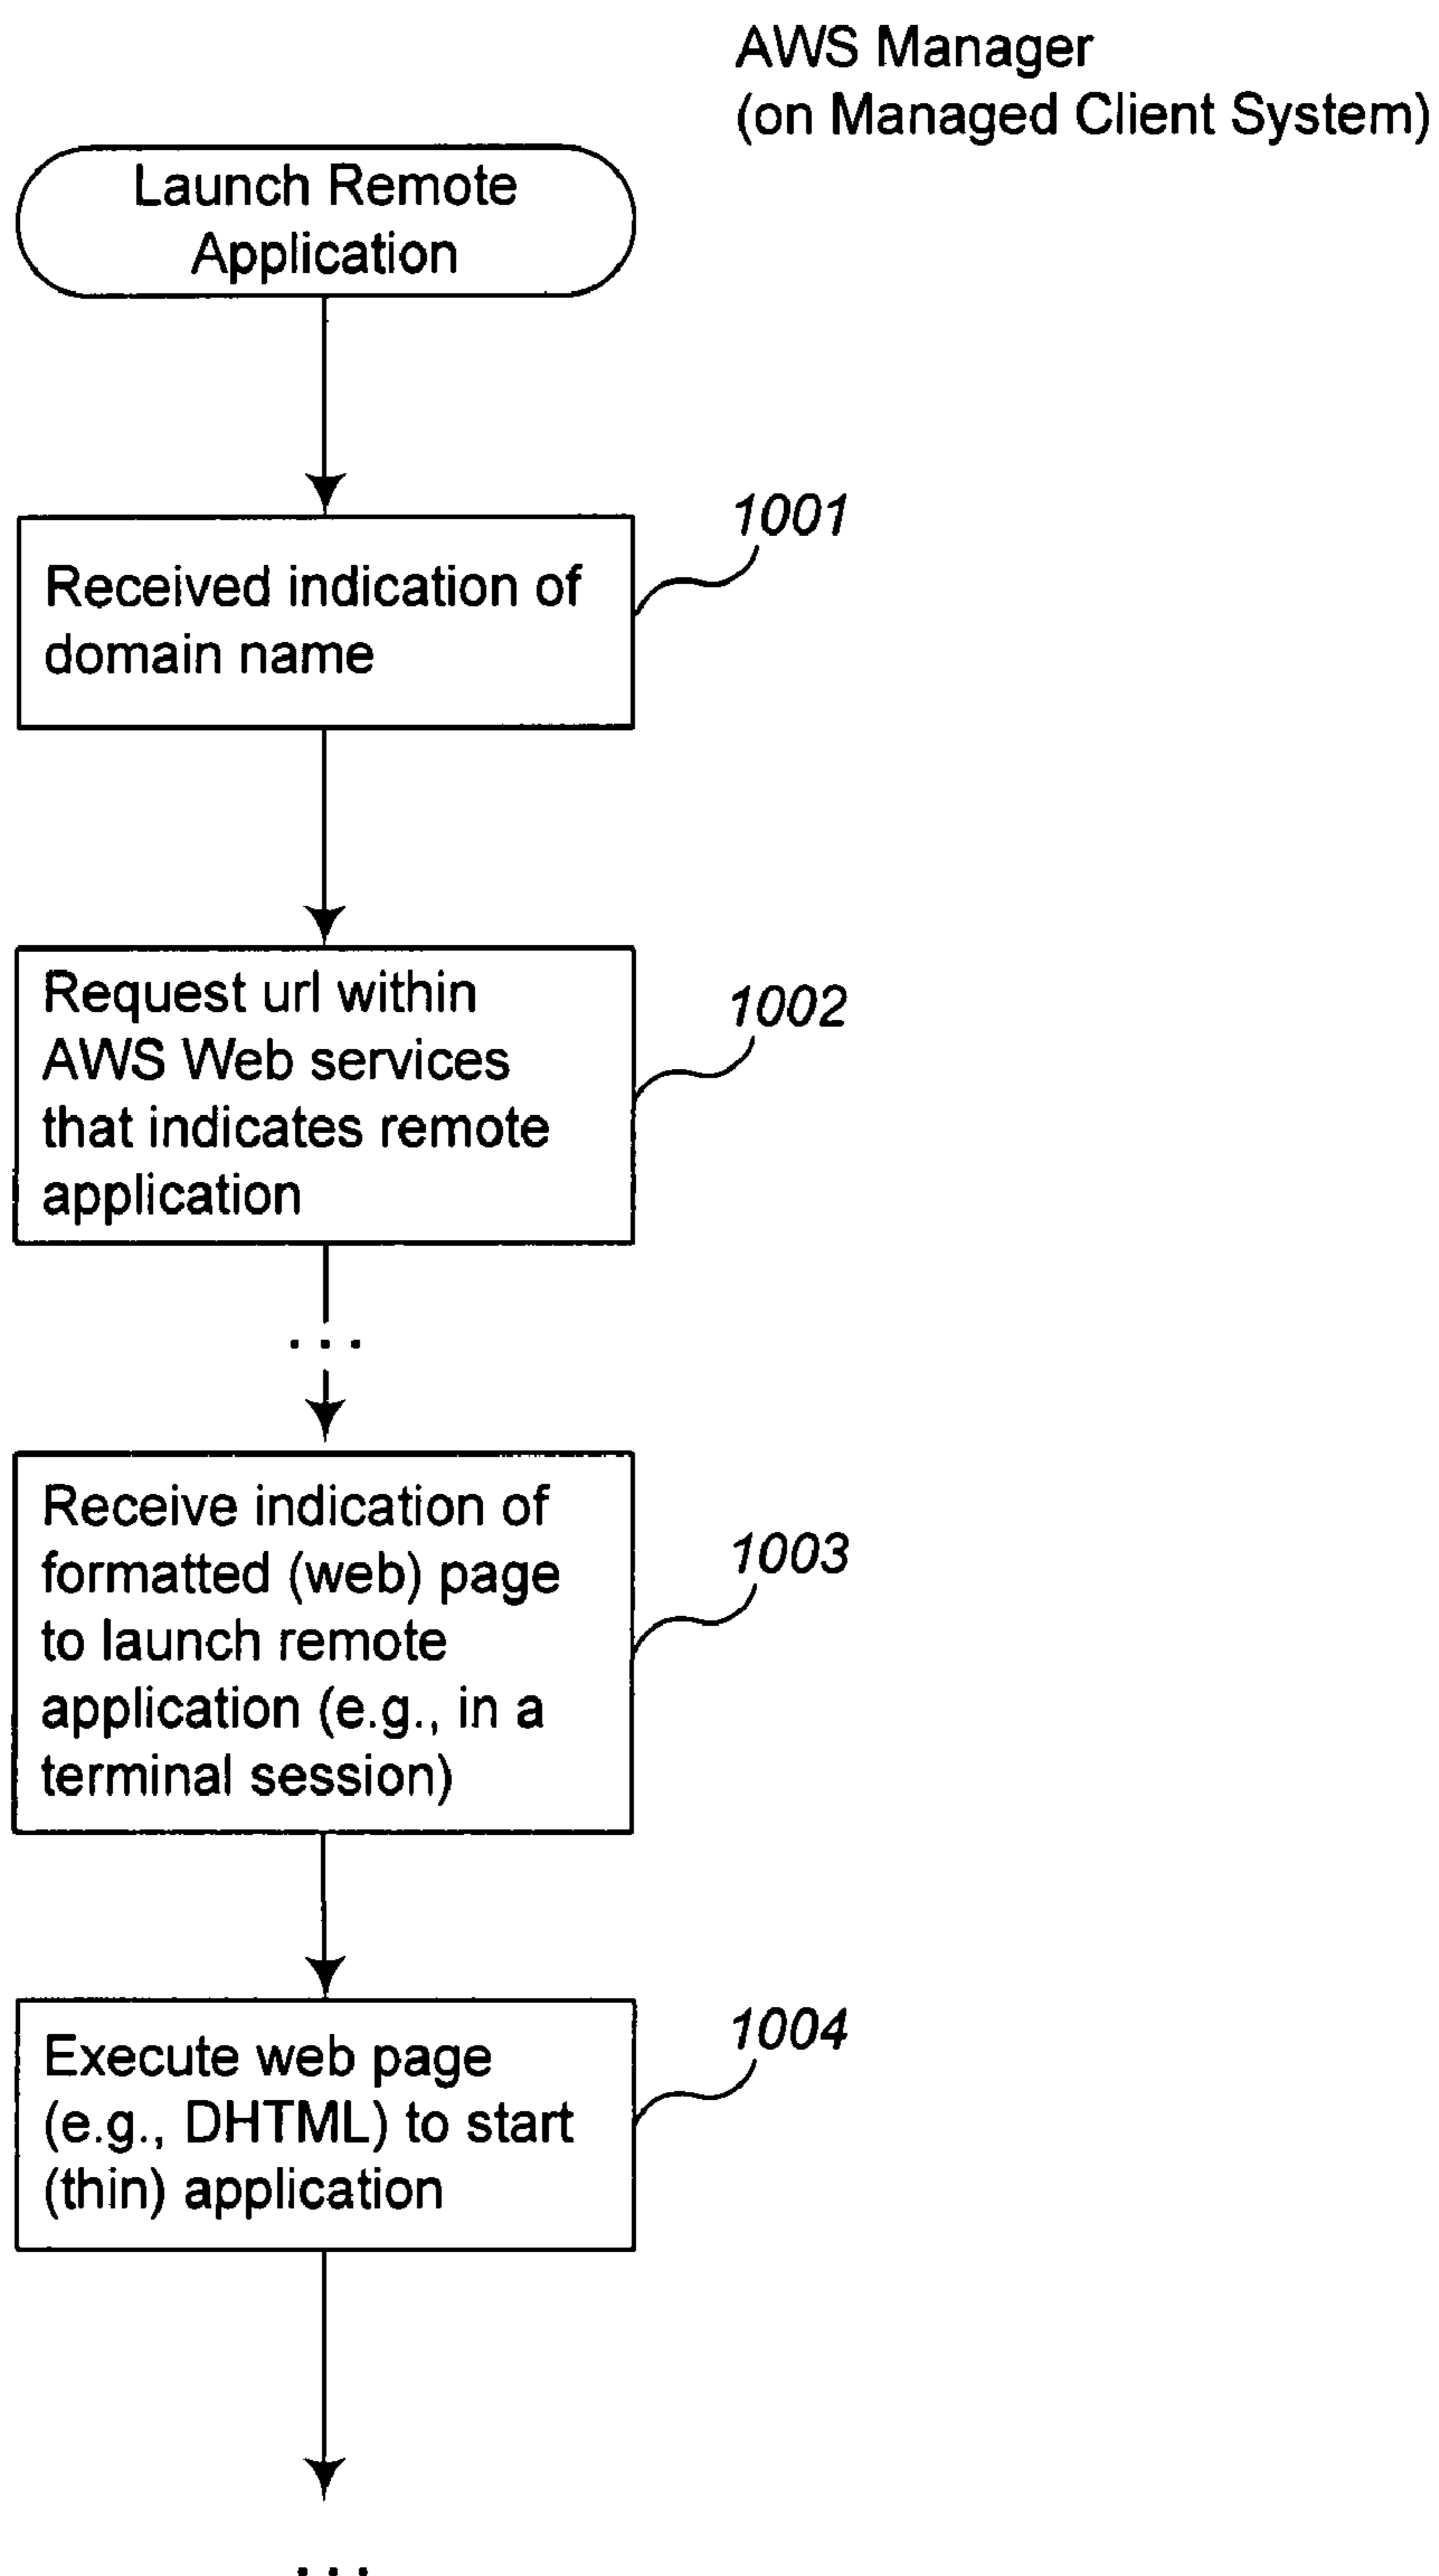 AWS Manager
(on Managed Client System)
Launch Remote
Application
1001
Received indication of
domain name
1002
Request url within
AWS Web services
that indicates remote
application
...
1003
Receive indication of
formatted (web) page
to launch remote
application (e.g., in a
terminal session)
1004
Execute web page
(e.g., DHTML) to start
(thin) application
...